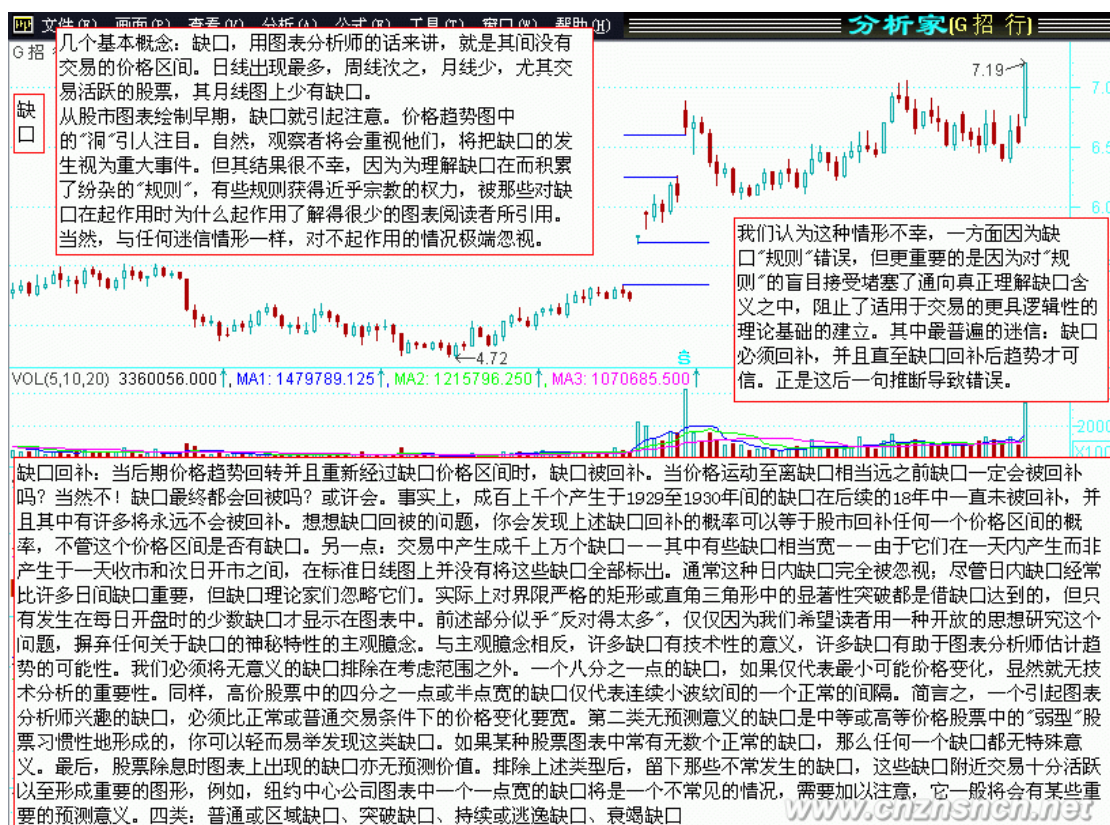 文件(F) 画面(P) 查看(V) 分析(A) 公式(R) 工具(T) 窗口(W) 帮助(H)
分析家(G 招 行)
G 招
7.19
7.0
6.5
6.0
缺
口
几个基本概念：缺口，用图表分析师的话来讲，就是其间没有
交易的价格区间。日线出现最多，周线次之，月线少，尤其交
易活跃的股票，其月线图上少有缺口。
从股市图表绘制早期，缺口就引起注意。价格趋势图中
的"洞"引人注目。自然，观察者将会重视他们，将把缺口的发
生视为重大事件。但其结果很不幸，因为为理解缺口在而积累
了纷杂的"规则"，有些规则获得近乎宗教的权力，被那些对缺
口在起作用时为什么起作用了解得很少的图表阅读者所引用。
当然，与任何迷信情形一样，对不起作用的情况极端忽视。
我们认为这种情形不幸，一方面因为缺
口"规则"错误，但更重要的是因为对"规
则"的盲目接受堵塞了通向真正理解缺口含
义之中，阻止了适用于交易的更具逻辑性的
理论基础的建立。其中最普遍的迷信：缺口
必须回补，并且直至缺口回补后趋势才可
信。正是这后一句推断导致错误。
4.72
S
VOL(5,10,20) 3360056.000↑, MA1: 1479789.125↑, MA2: 1215796.250↑, MA3: 1070685.500↑
2000
X100
缺口回补：当后期价格趋势回转并且重新经过缺口价格区间时，缺口被回补。当价格运动至离缺口相当远之前缺口一定会被回补
吗？当然不！缺口最终都会回被吗？或许会。事实上，成百上千个产生于1929至1930年间的缺口在后续的18年中一直未被回补，并
且其中有许多将永远不会被回补。想想缺口回被的问题，你会发现上述缺口回补的概率可以等于股市回补任何一个价格区间的概
率，不管这个价格区间是否有缺口。另一点：交易中产生成千上万个缺口——其中有些缺口相当宽——由于它们在一天内产生而非
产生于一天收市和次日开市之间，在标准日线图上并没有将这些缺口全部标出。通常这种日内缺口完全被忽视；尽管日内缺口经常
比许多日间缺口重要，但缺口理论家们忽略它们。实际上对界限严格的矩形或直角三角形中的显著性突破都是借缺口达到的，但只
有发生在每日开盘时的少数缺口才显示在图表中。前述部分似乎"反对得太多"，仅仅因为我们希望读者用一种开放的思想研究这个
问题，摒弃任何关于缺口的神秘特性的主观臆念。与主观臆念相反，许多缺口有技术性的意义，许多缺口有助于图表分析师估计趋
势的可能性。我们必须将无意义的缺口排除在考虑范围之外。一个八分之一点的缺口，如果仅代表最小可能价格变化，显然就无技
术分析的重要性。同样，高价股票中的四分之一点或半点宽的缺口仅代表连续小波纹间的一个正常的间隔。简言之，一个引起图表
分析师兴趣的缺口，必须比正常或普通交易条件下的价格变化要宽。第二类无预测意义的缺口是中等或高等价格股票中的"弱型"股
票习惯性地形成的，你可以轻而易举发现这类缺口。如果某种股票图表中常有无数个正常的缺口，那么任何一个缺口都无特殊意
义。最后，股票除息时图表上出现的缺口亦无预测价值。排除上述类型后，留下那些不常发生的缺口，这些缺口附近交易十分活跃
以至形成重要的图形，例如，纽约中心公司图表中一个一点宽的缺口将是一个不常见的情况，需要加以注意，它一般将会有某些重
要的预测意义。四类：普通或区域缺口、突破缺口、持续或逃逸缺口、衰竭缺口
www.cnznsncn.net